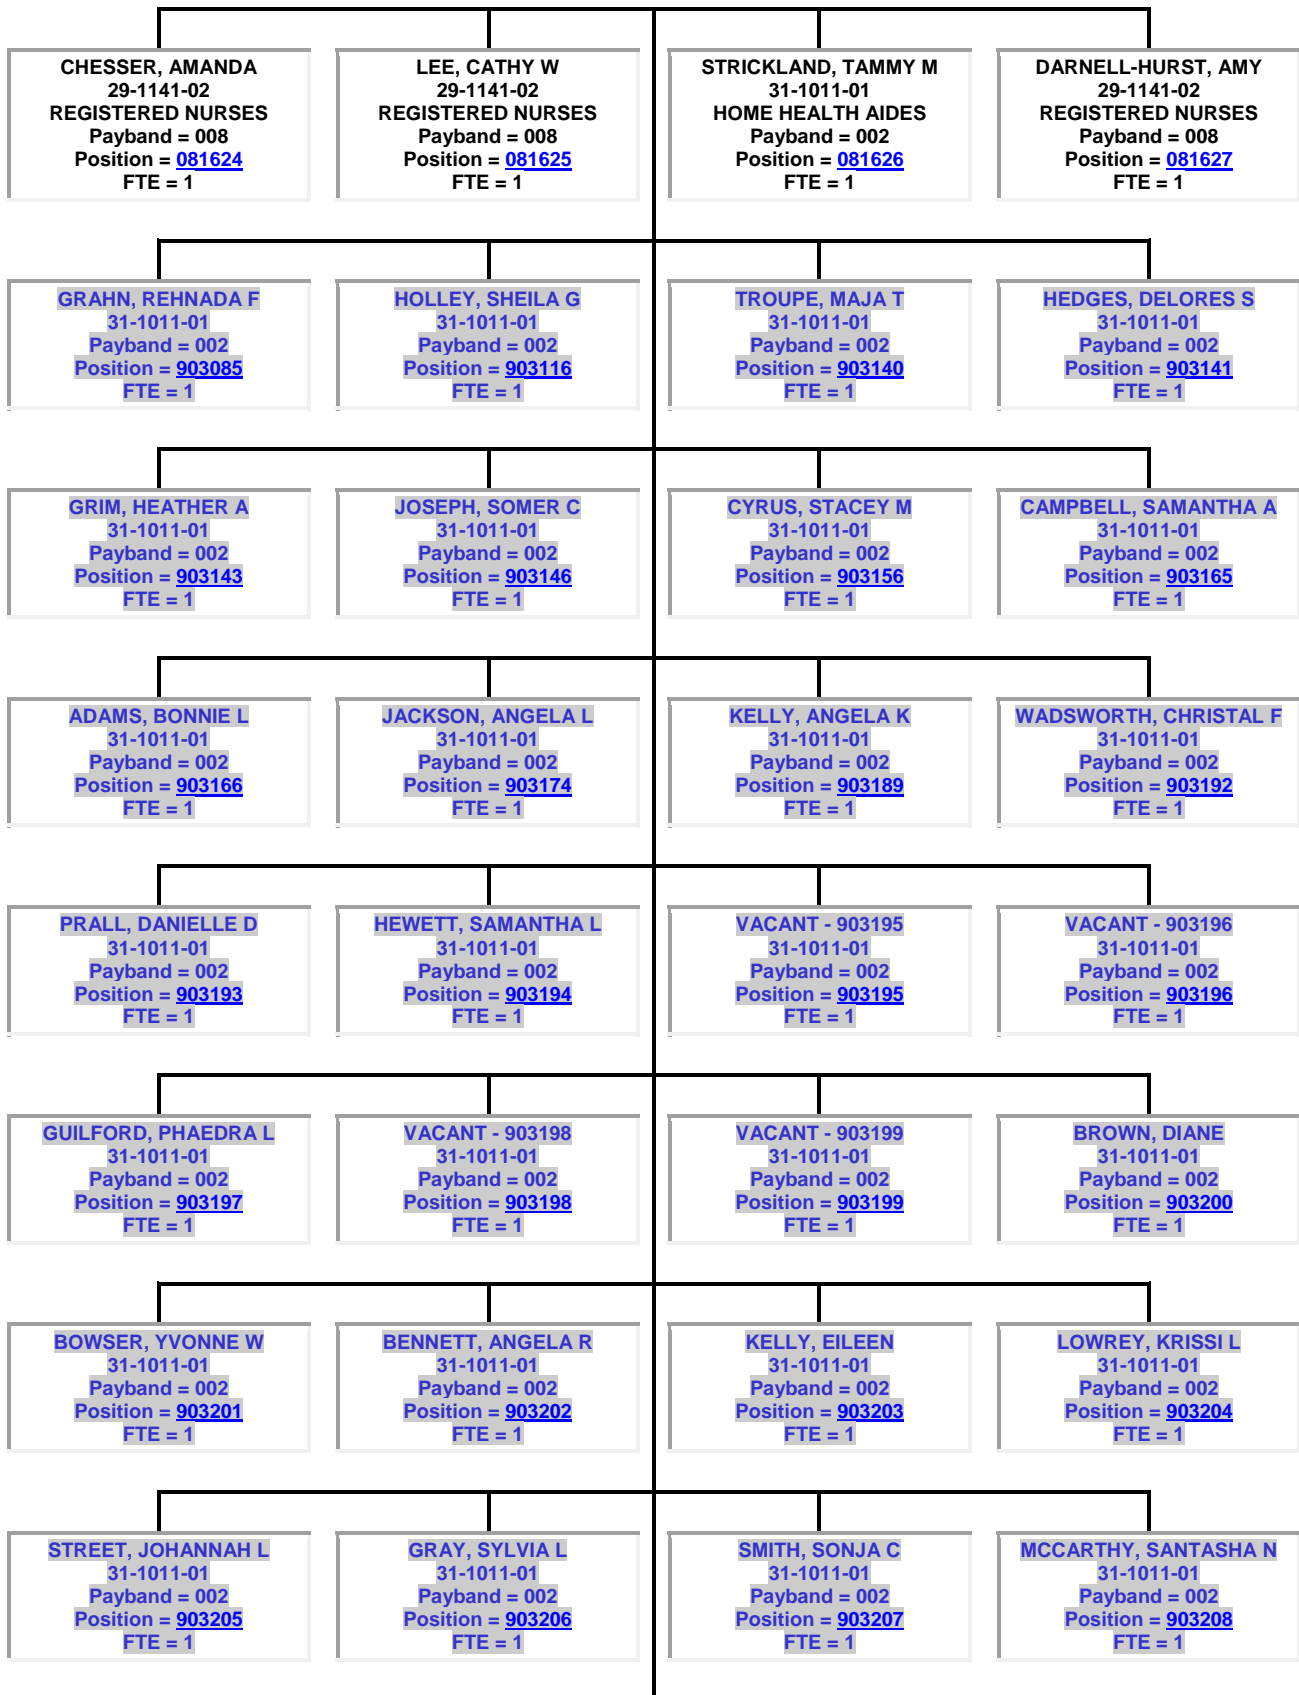 CHESSER, AMANDA
29-1141-02
REGISTERED NURSES
Payband = 008
Position = 081624
FTE = 1
LEE, CATHY W
29-1141-02
REGISTERED NURSES
Payband = 008
Position = 081625
FTE = 1
STRICKLAND, TAMMY M
31-1011-01
HOME HEALTH AIDES
Payband = 002
Position = 081626
FTE = 1
DARNELL-HURST, AMY
29-1141-02
REGISTERED NURSES
Payband = 008
Position = 081627
FTE = 1
GRAHN, REHNADA F
31-1011-01
Payband = 002
Position = 903085
FTE = 1
HOLLEY, SHEILA G
31-1011-01
Payband = 002
Position = 903116
FTE = 1
TROUPE, MAJA T
31-1011-01
Payband = 002
Position = 903140
FTE = 1
HEDGES, DELORES S
31-1011-01
Payband = 002
Position = 903141
FTE = 1
GRIM, HEATHER A
31-1011-01
Payband = 002
Position = 903143
FTE = 1
JOSEPH, SOMER C
31-1011-01
Payband = 002
Position = 903146
FTE = 1
CYRUS, STACEY M
31-1011-01
Payband = 002
Position = 903156
FTE = 1
CAMPBELL, SAMANTHA A
31-1011-01
Payband = 002
Position = 903165
FTE = 1
ADAMS, BONNIE L
31-1011-01
Payband = 002
Position = 903166
FTE = 1
JACKSON, ANGELA L
31-1011-01
Payband = 002
Position = 903174
FTE = 1
KELLY, ANGELA K
31-1011-01
Payband = 002
Position = 903189
FTE = 1
WADSWORTH, CHRISTAL F
31-1011-01
Payband = 002
Position = 903192
FTE = 1
PRALL, DANIELLE D
31-1011-01
Payband = 002
Position = 903193
FTE = 1
HEWETT, SAMANTHA L
31-1011-01
Payband = 002
Position = 903194
FTE = 1
VACANT - 903195
31-1011-01
Payband = 002
Position = 903195
FTE = 1
VACANT - 903196
31-1011-01
Payband = 002
Position = 903196
FTE = 1
GUILFORD, PHAEDRA L
31-1011-01
Payband = 002
Position = 903197
FTE = 1
VACANT - 903198
31-1011-01
Payband = 002
Position = 903198
FTE = 1
VACANT - 903199
31-1011-01
Payband = 002
Position = 903199
FTE = 1
BROWN, DIANE
31-1011-01
Payband = 002
Position = 903200
FTE = 1
BOWSER, YVONNE W
31-1011-01
Payband = 002
Position = 903201
FTE = 1
BENNETT, ANGELA R
31-1011-01
Payband = 002
Position = 903202
FTE = 1
KELLY, EILEEN
31-1011-01
Payband = 002
Position = 903203
FTE = 1
LOWREY, KRISSI L
31-1011-01
Payband = 002
Position = 903204
FTE = 1
STREET, JOHANNAH L
31-1011-01
Payband = 002
Position = 903205
FTE = 1
GRAY, SYLVIA L
31-1011-01
Payband = 002
Position = 903206
FTE = 1
SMITH, SONJA C
31-1011-01
Payband = 002
Position = 903207
FTE = 1
MCCARTHY, SANTASHA N
31-1011-01
Payband = 002
Position = 903208
FTE = 1